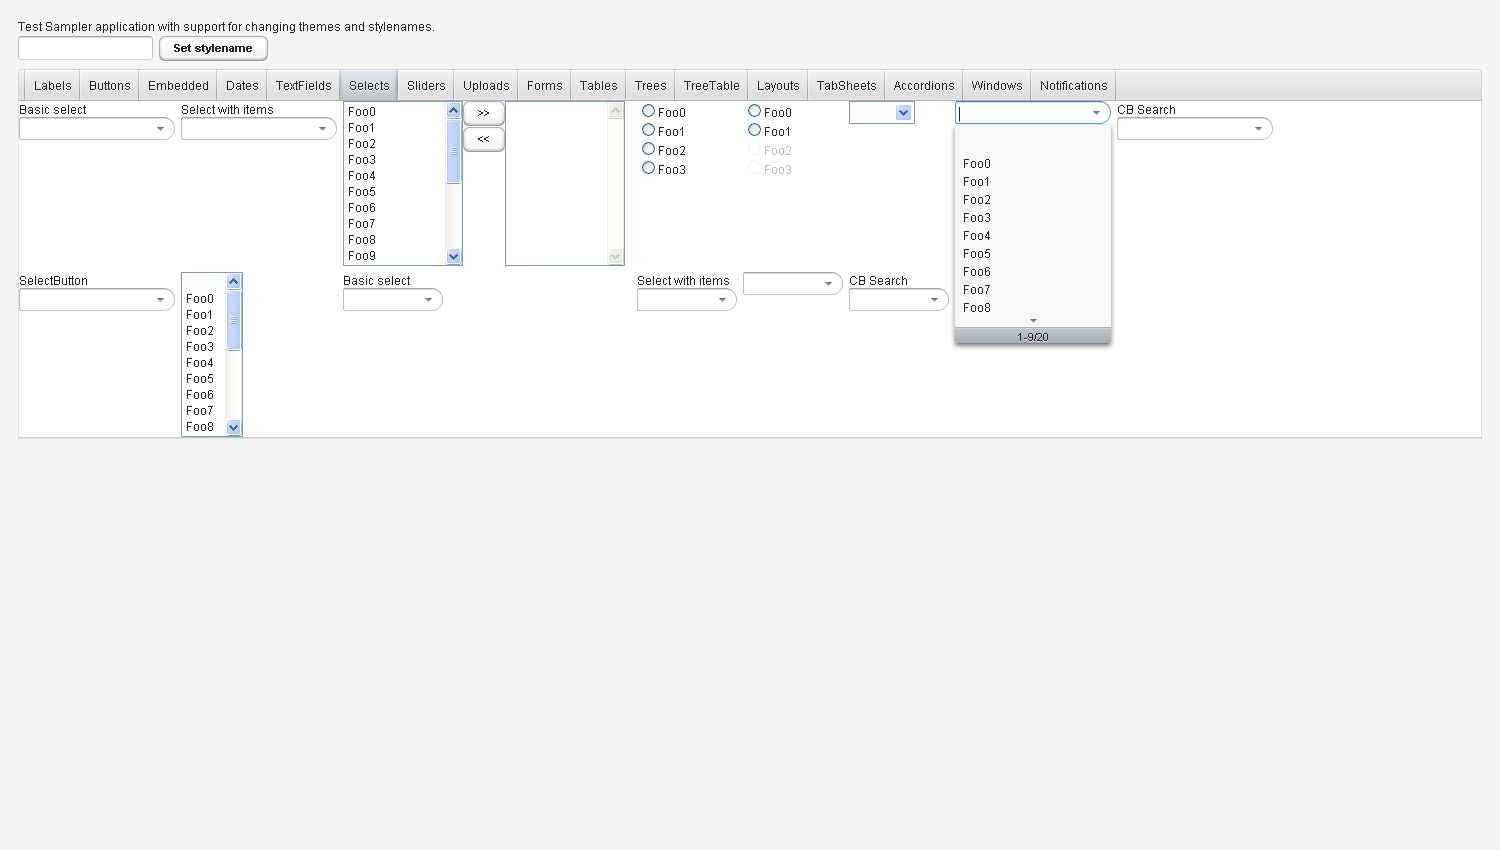 Test Sampler application with support for changing themes and stylenames.
Set stylename
Labels Buttons Embedded Dates TextFields Selects Sliders Uploads Forms Tables Trees TreeTable Layouts TabSheets Accordions Windows Notifications
Basic select
Select with items
Foo0
Foo1
Foo2
Foo3
Foo4
Foo5
Foo6
Foo7
Foo8
Foo9
>>
<<
Foo0
Foo1
Foo2
Foo3
Foo0
Foo1
Foo2
Foo3
Foo0
Foo1
Foo2
Foo3
Foo4
Foo5
Foo6
Foo7
Foo8
1-9/20
CB Search
SelectButton
Foo0
Foo1
Foo2
Foo3
Foo4
Foo5
Foo6
Foo7
Foo8
Basic select
Select with items
CB Search